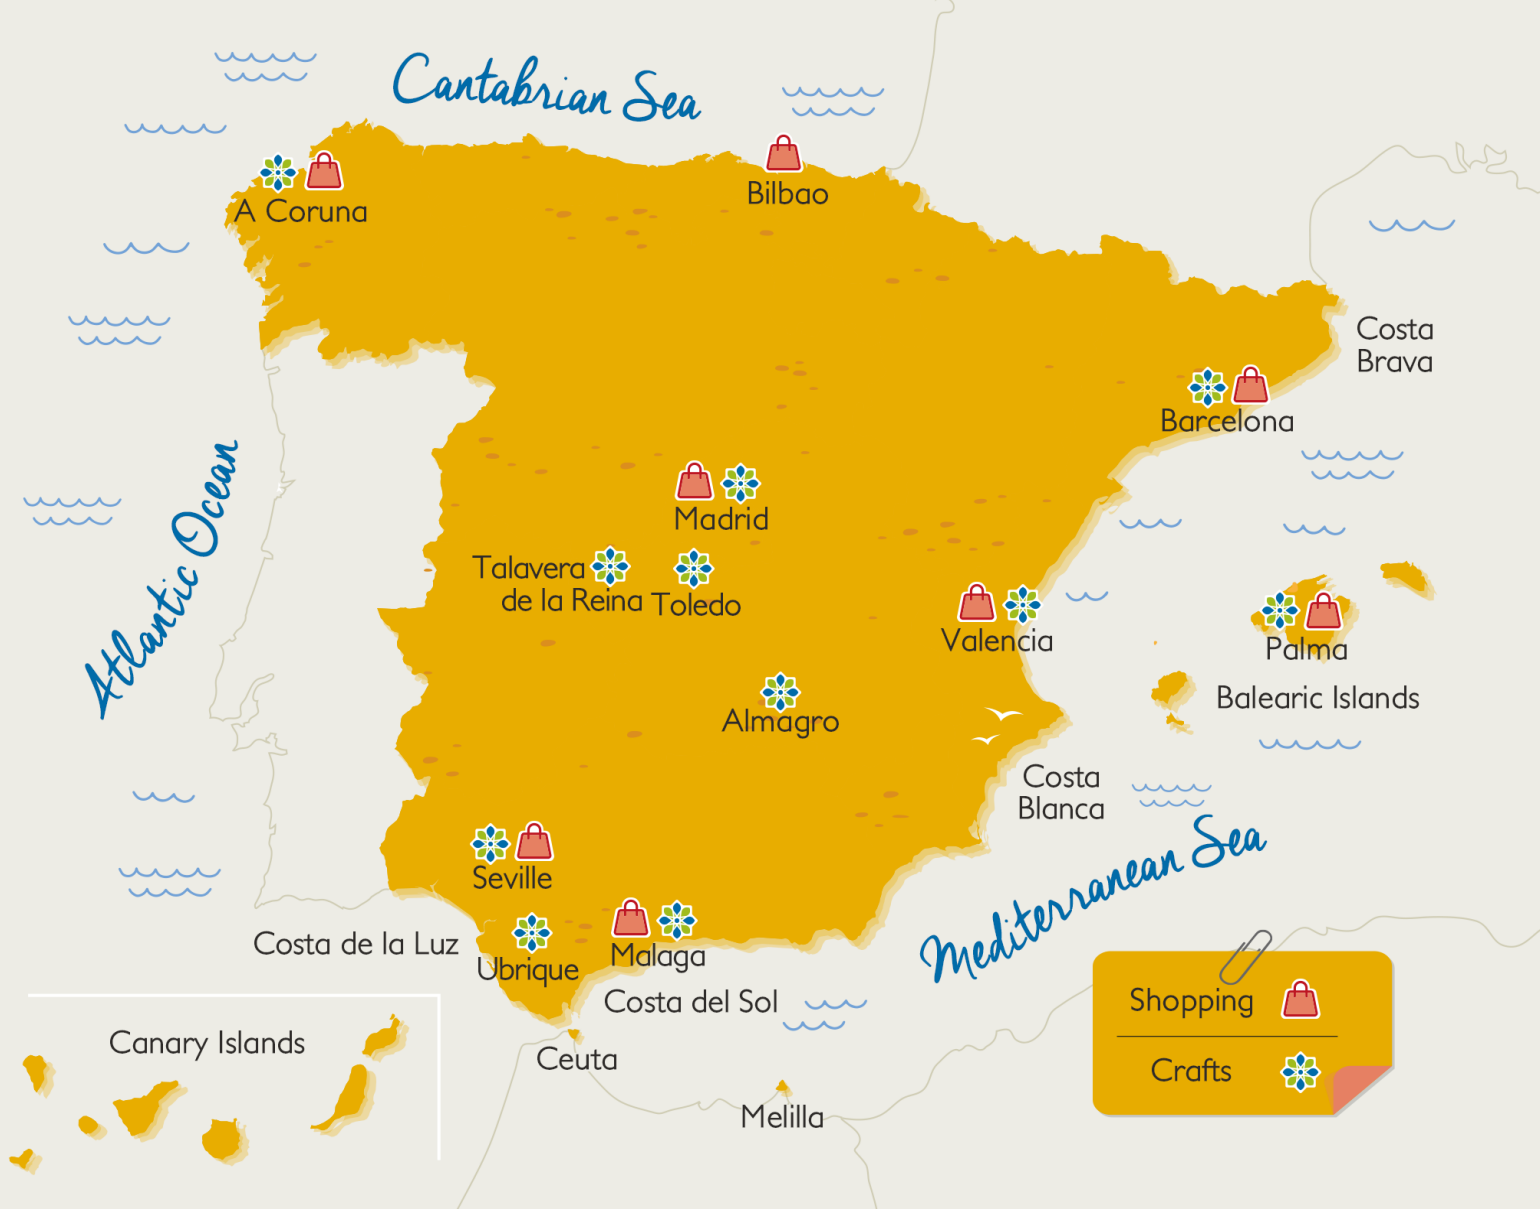 Cantabrian Sea
Bilbao
A Coruna
Costa
Brava
Barcelona
Atlantic Ocean
Madrid
Talavera
de la Reina
Toledo
Valencia
Palma
Balearic Islands
Almagro
Costa
Blanca
Mediterranean Sea
Seville
Costa de la Luz
Ubrique
Malaga
Costa del Sol
Canary Islands
Ceuta
Melilla
Shopping
Crafts